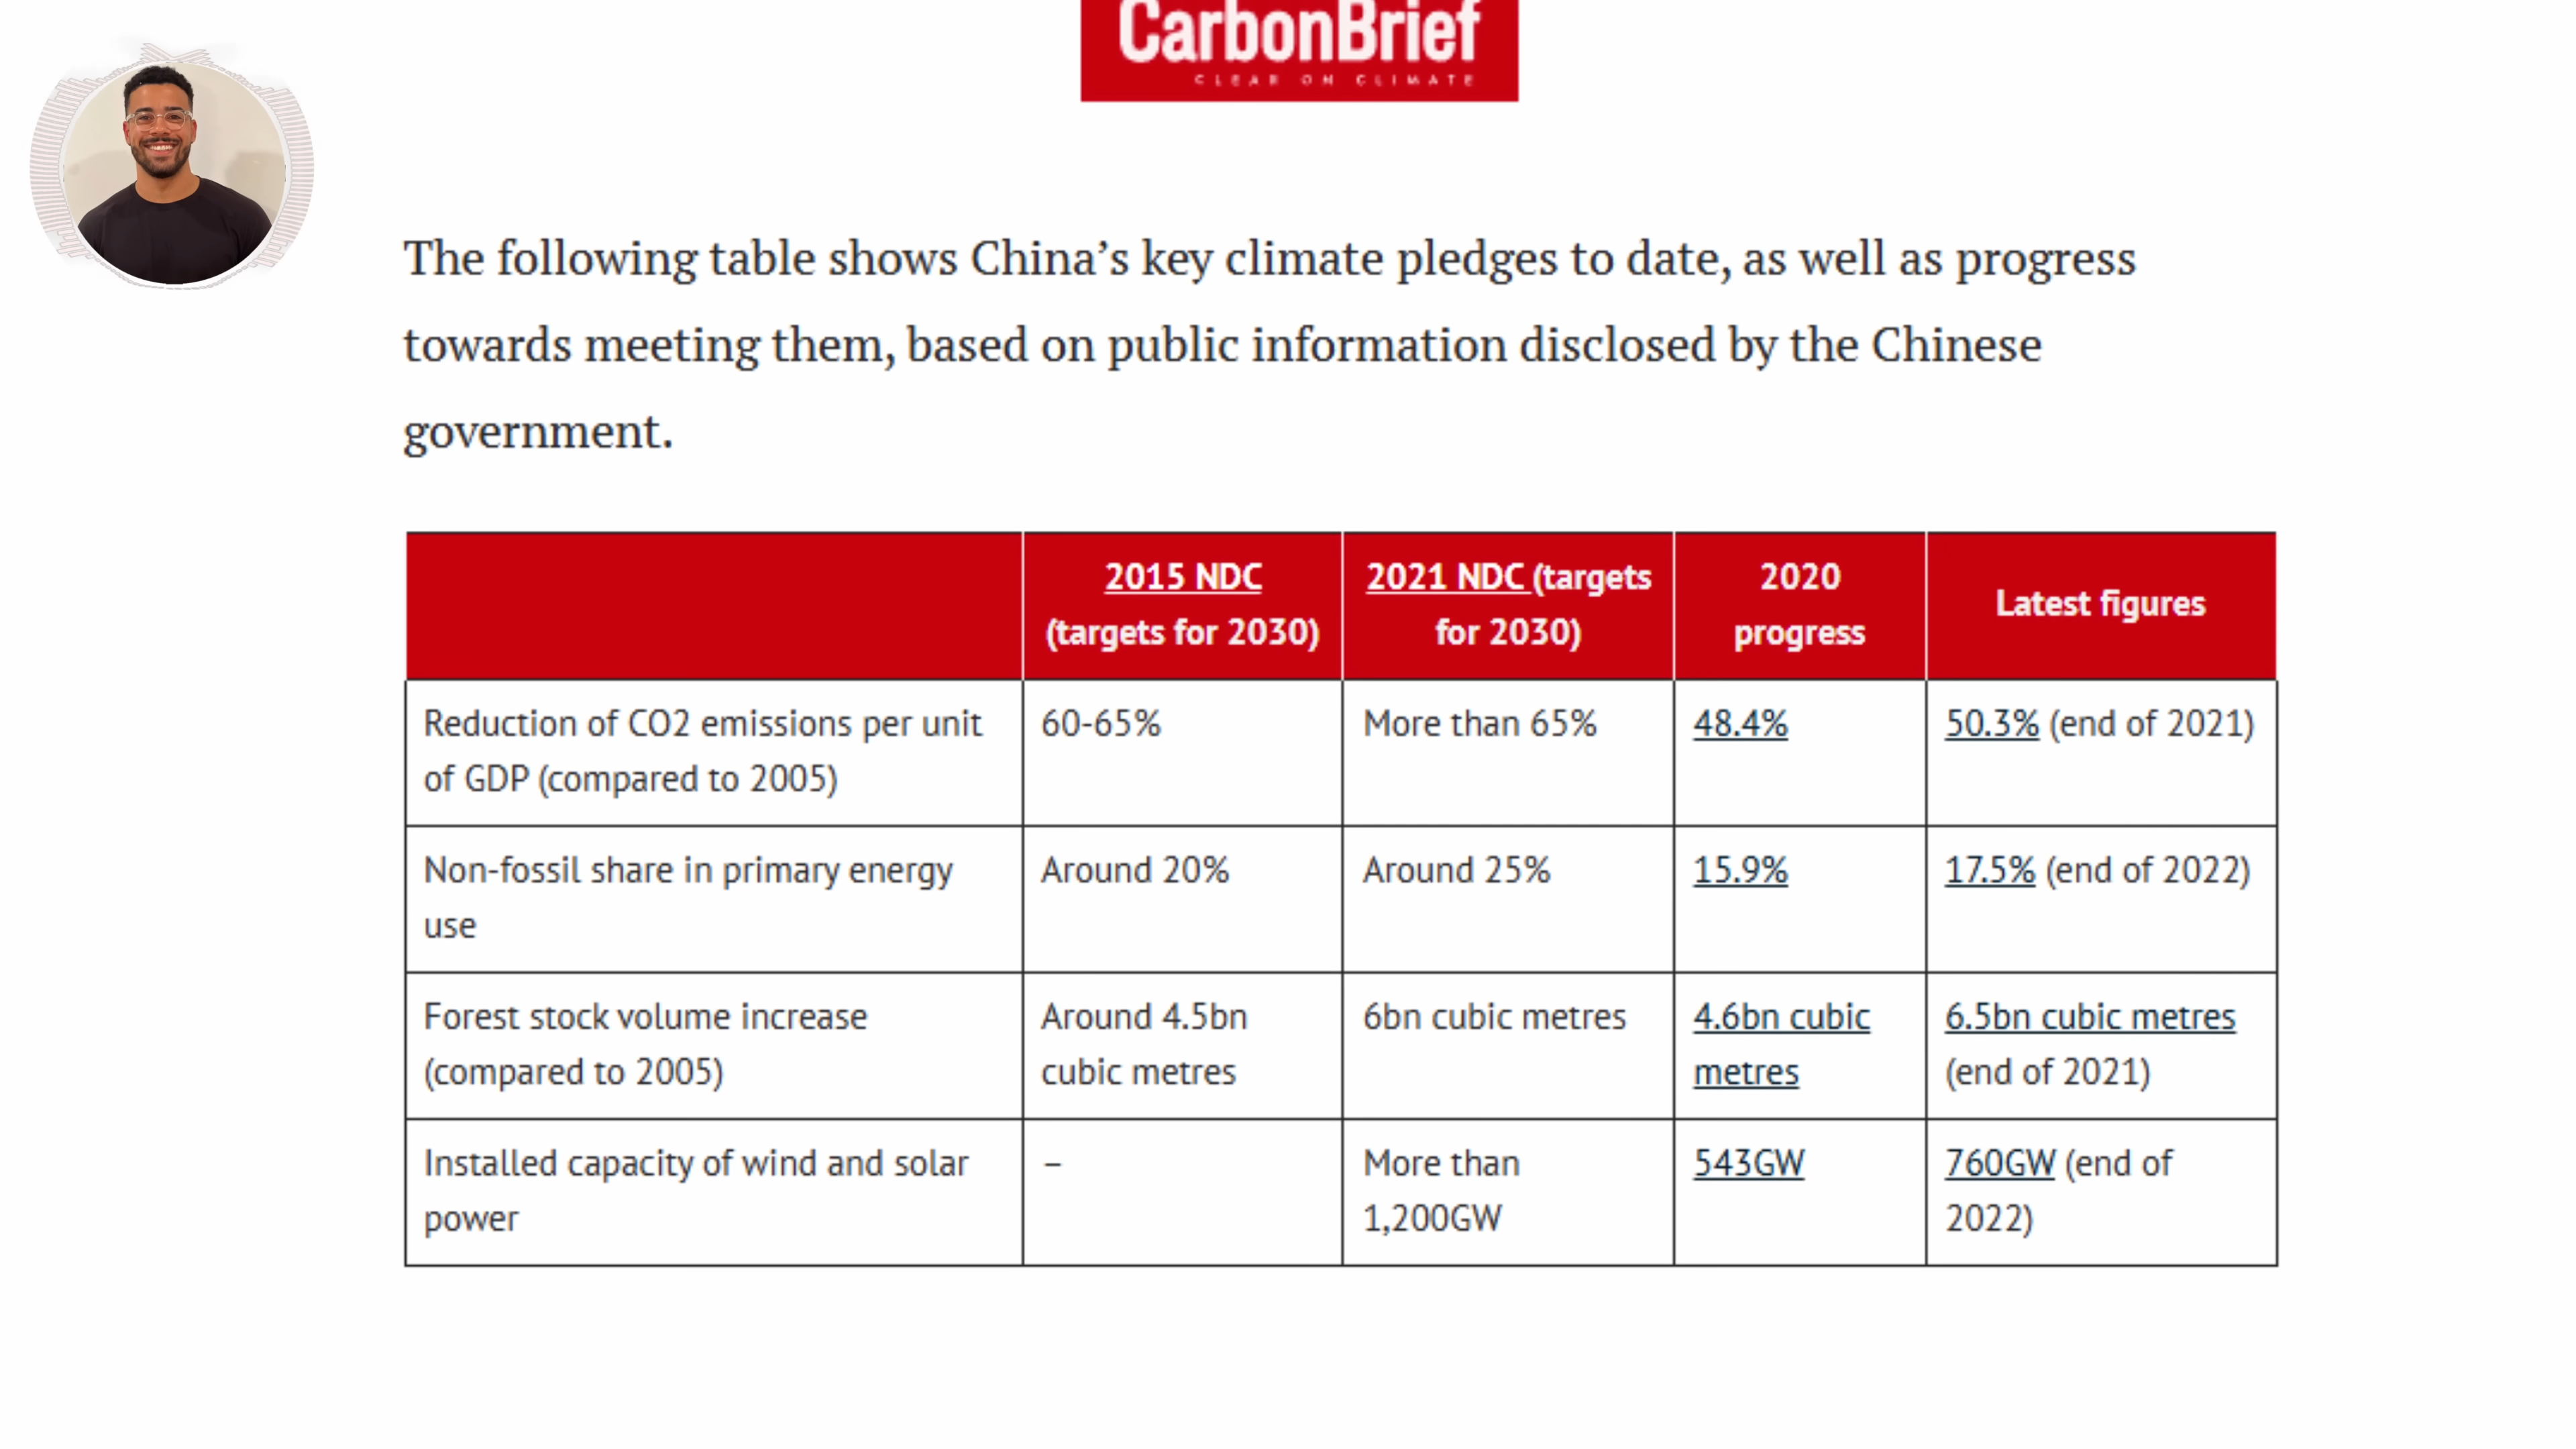 CarbonBrief
CLEAR ON CLIMATE
The following table shows China’s key climate pledges to date, as well as progress
towards meeting them, based on public information disclosed by the Chinese
government.
2015 NDC (targets for 2030)
2021 NDC (targets for 2030)
2020 progress
Latest figures
Reduction of CO2 emissions per unit of GDP (compared to 2005)
60-65%
More than 65%
48.4%
50.3% (end of 2021)
Non-fossil share in primary energy use
Around 20%
Around 25%
15.9%
17.5% (end of 2022)
Forest stock volume increase (compared to 2005)
Around 4.5bn cubic metres
6bn cubic metres
4.6bn cubic metres
6.5bn cubic metres (end of 2021)
Installed capacity of wind and solar power
–
More than 1,200GW
543GW
760GW (end of 2022)